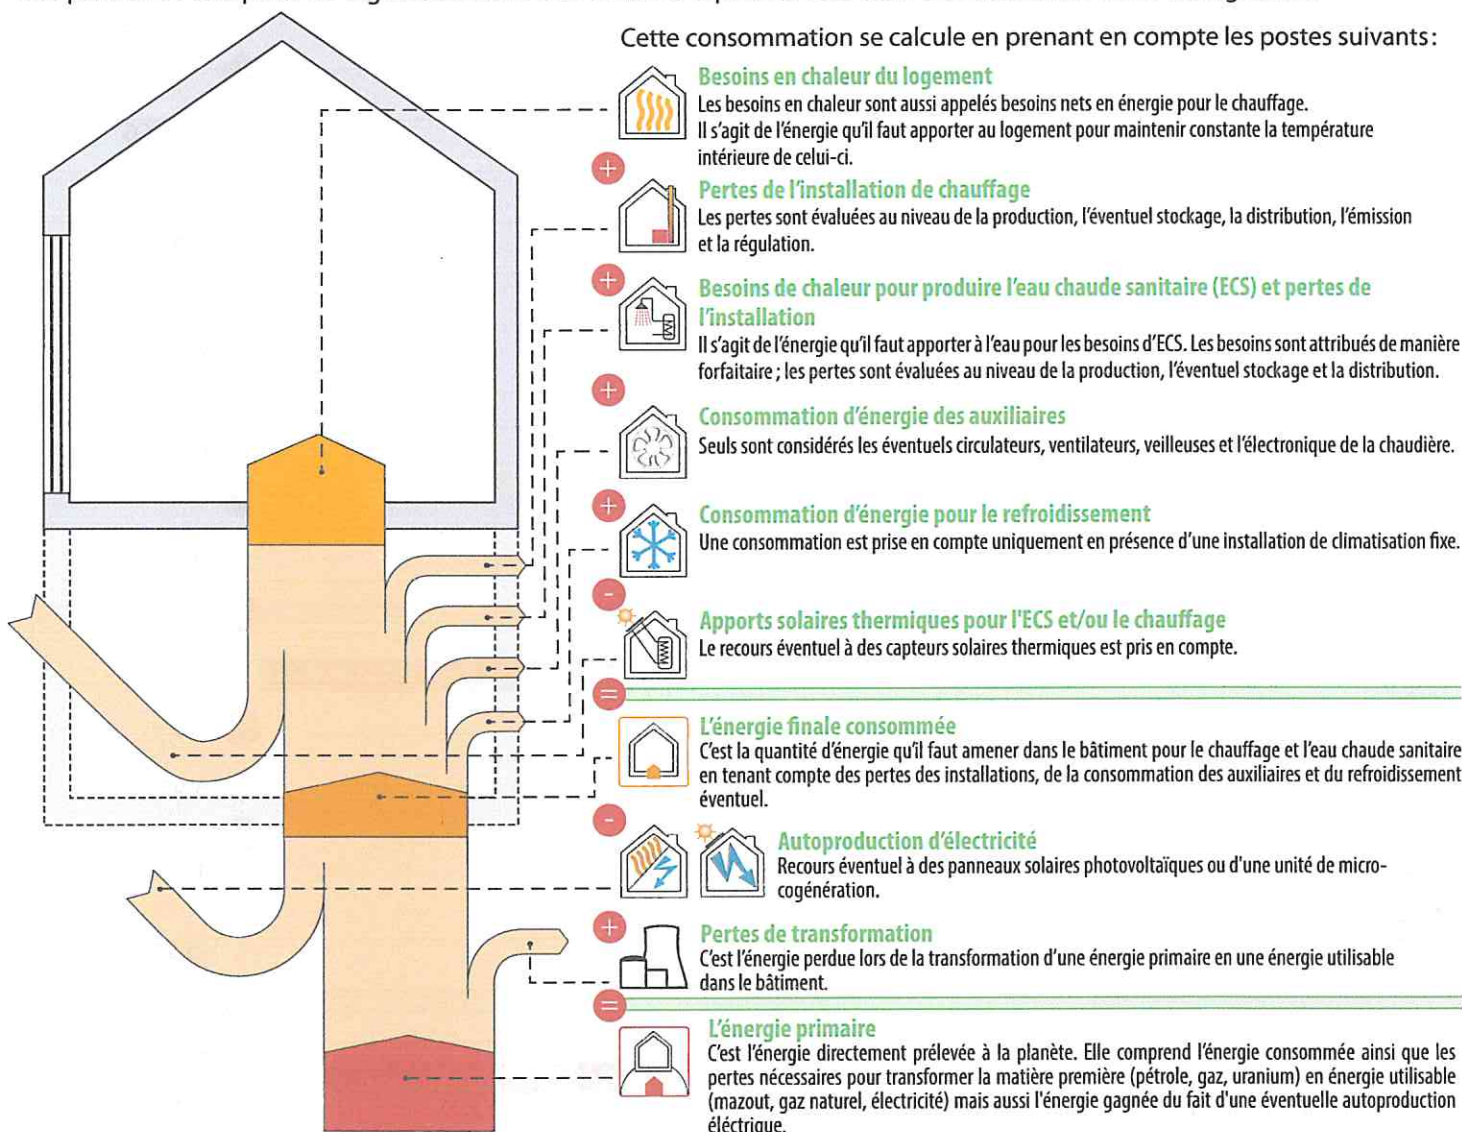 Cette consommation se calcule en prenant en compte les postes suivants:
Besoins en chaleur du logement
Les besoins en chaleur sont aussi appelés besoins nets en énergie pour le chauffage.
Il s'agit de l'énergie qu'il faut apporter au logement pour maintenir constante la température
intérieure de celui-ci.
+
Pertes de l'installation de chauffage
Les pertes sont évaluées au niveau de la production, l'éventuel stockage, la distribution, l'émission
et la régulation.
+
Besoins de chaleur pour produire l'eau chaude sanitaire (ECS) et pertes de
l'installation
Il s'agit de l'énergie qu'il faut apporter à l'eau pour les besoins d'ECS. Les besoins sont attribués de manière
forfaitaire ; les pertes sont évaluées au niveau de la production, l'éventuel stockage et la distribution.
+
Consommation d'énergie des auxiliaires
Seuls sont considérés les éventuels circulateurs, ventilateurs, veilleuses et l'électronique de la chaudière.
+
Consommation d'énergie pour le refroidissement
Une consommation est prise en compte uniquement en présence d'une installation de climatisation fixe.
-
Apports solaires thermiques pour l'ECS et/ou le chauffage
Le recours éventuel à des capteurs solaires thermiques est pris en compte.
=
L'énergie finale consommée
C'est la quantité d'énergie qu'il faut amener dans le bâtiment pour le chauffage et l'eau chaude sanitaire
en tenant compte des pertes des installations, de la consommation des auxiliaires et du refroidissement
éventuel.
-
Autoproduction d'électricité
Recours éventuel à des panneaux solaires photovoltaïques ou d'une unité de micro-
cogénération.
+
Pertes de transformation
C'est l'énergie perdue lors de la transformation d'une énergie primaire en une énergie utilisable
dans le bâtiment.
=
L'énergie primaire
C'est l'énergie directement prélevée à la planète. Elle comprend l'énergie consommée ainsi que les
pertes nécessaires pour transformer la matière première (pétrole, gaz, uranium) en énergie utilisable
(mazout, gaz naturel, électricité) mais aussi l'énergie gagnée du fait d'une éventuelle autoproduction
éléctrique.